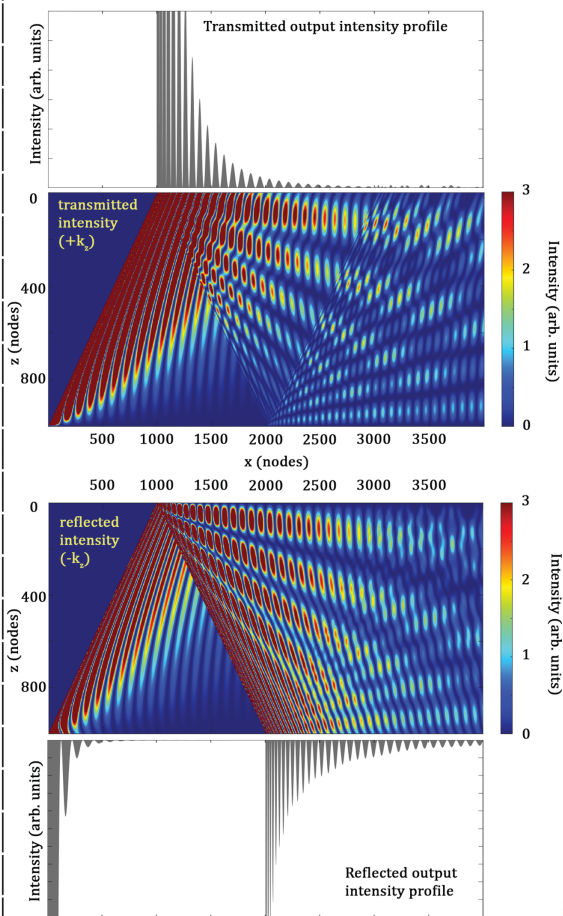 Transmitted output intensity profile
Intensity (arb. units)
transmitted
intensity
(+k_z)
0
400
800
z (nodes)
500 1000 1500 2000 2500 3000 3500
x (nodes)
3
2
1
0
Intensity (arb. units)
500 1000 1500 2000 2500 3000 3500
reflected
intensity
(-k_z)
0
400
800
z (nodes)
3
2
1
0
Intensity (arb. units)
Intensity (arb. units)
Reflected output
intensity profile